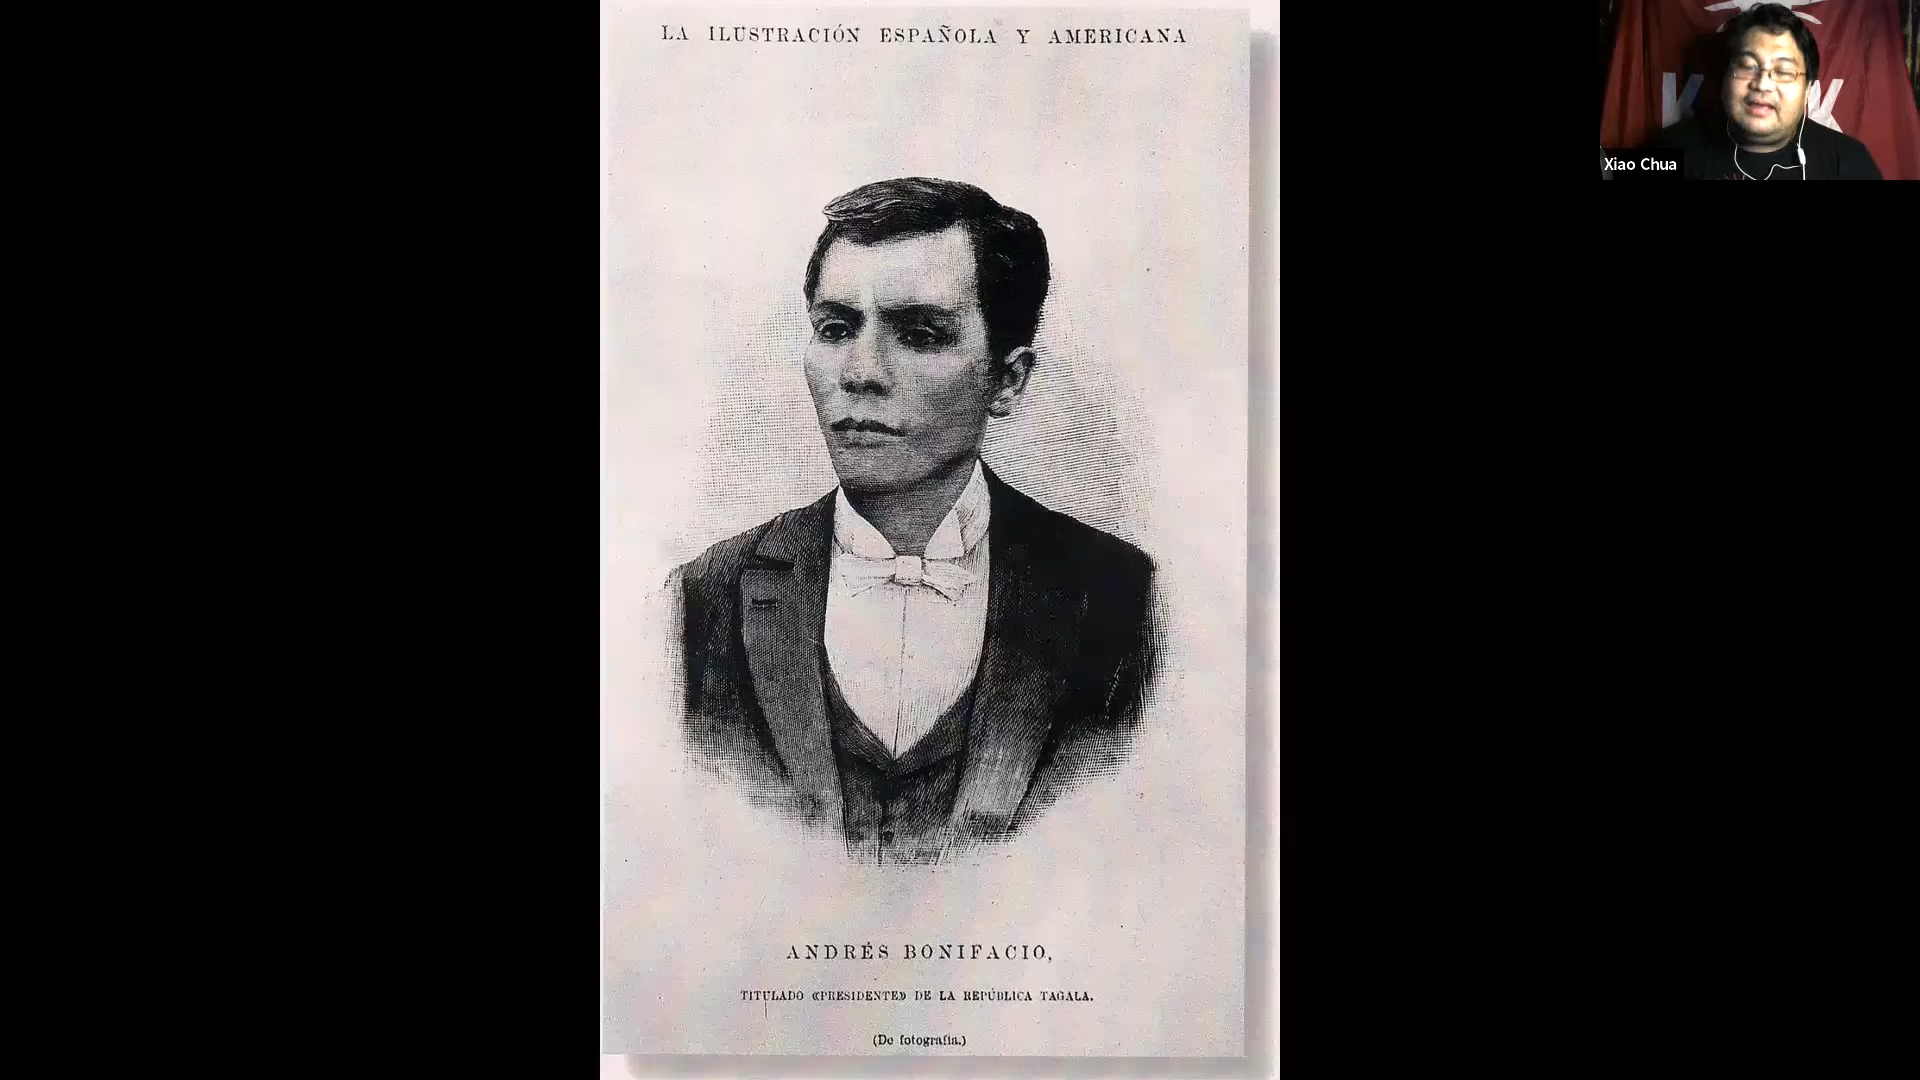 LA ILUSTRACIÓN ESPAÑOLA Y AMERICANA
ANDRÉS BONIFACIO,
TITULADO «PRESIDENTE» DE LA REPÚBLICA TAGALA.
(De fotografía.)
K K
Xiao Chua